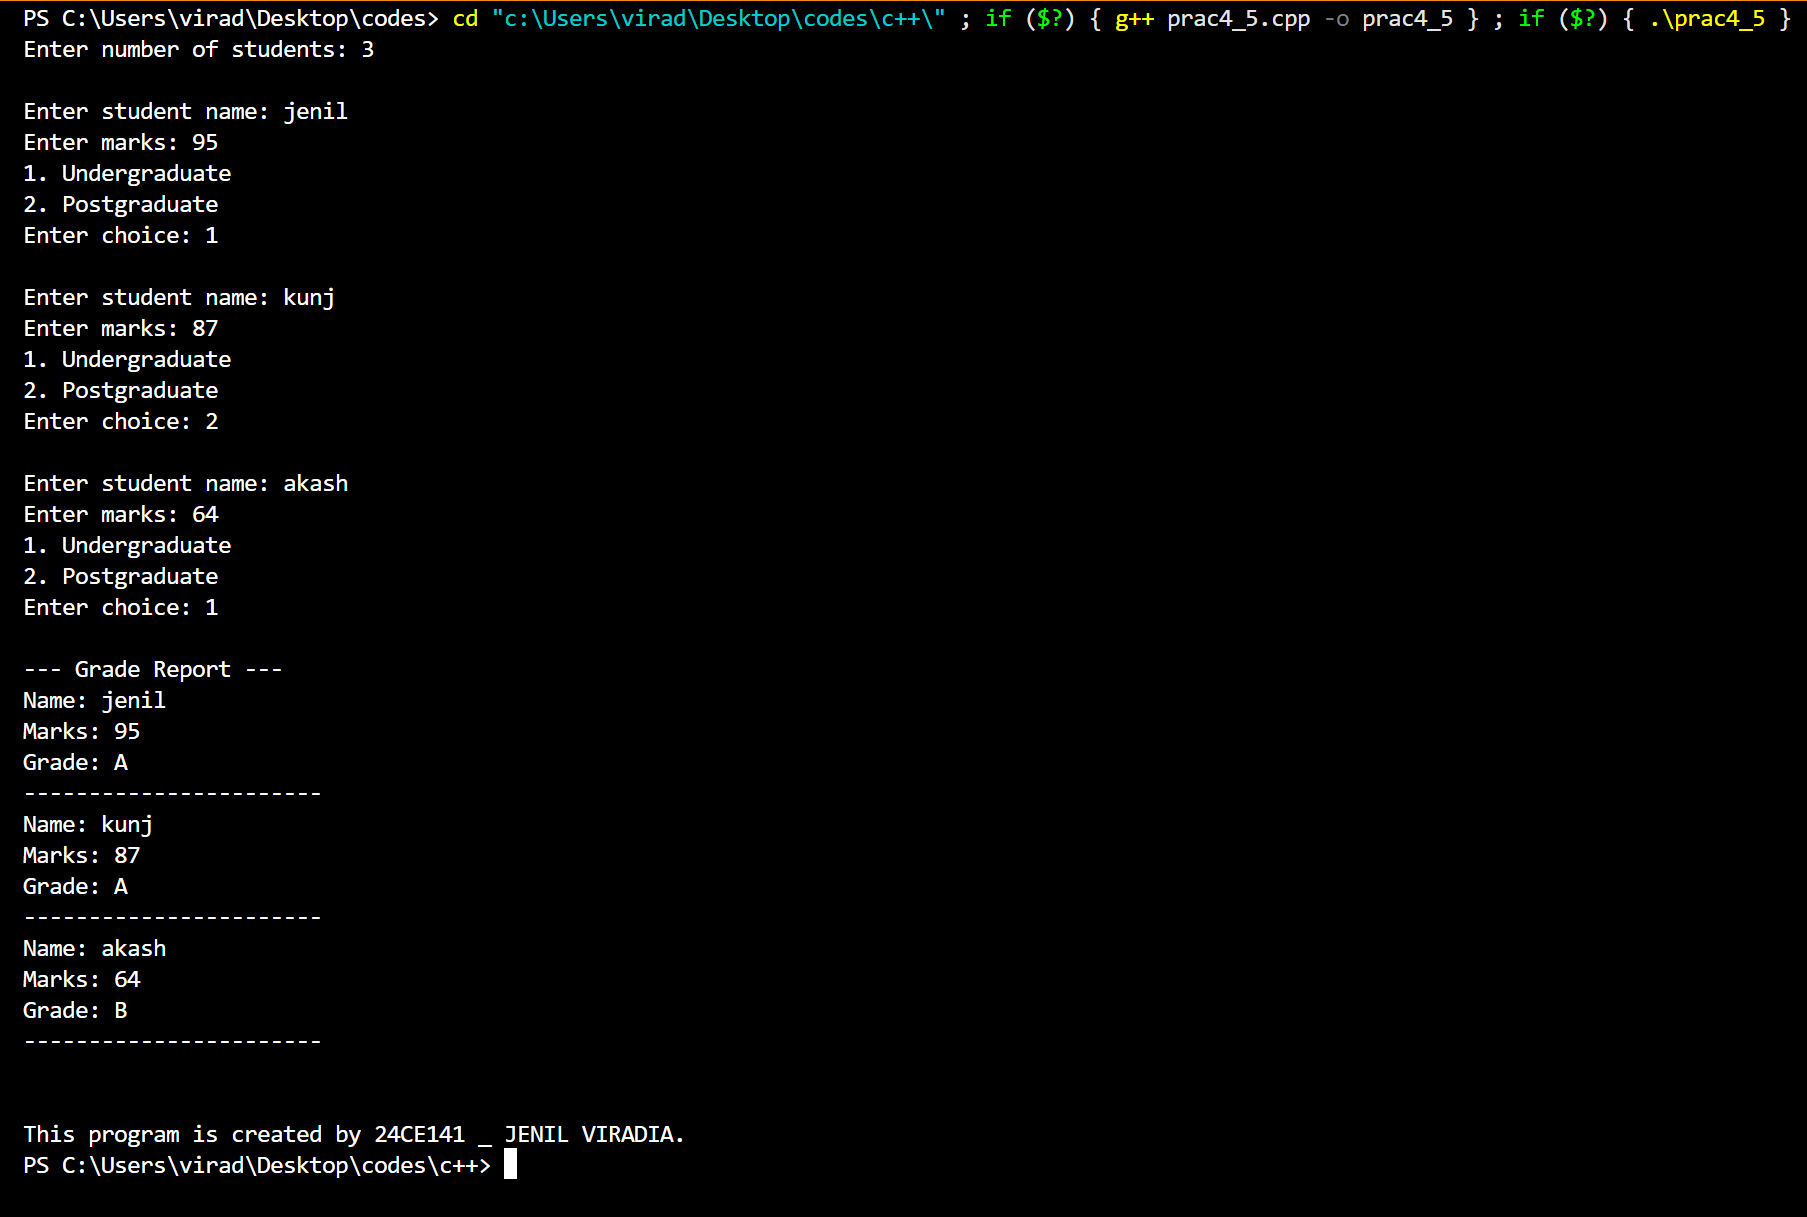 PS C:\Users\virad\Desktop\codes> cd "c:\Users\virad\Desktop\codes\c++\" ; if ($?) { g++ prac4_5.cpp -o prac4_5 } ; if ($?) { .\prac4_5 }
Enter number of students: 3
Enter student name: jenil
Enter marks: 95
1. Undergraduate
2. Postgraduate
Enter choice: 1
Enter student name: kunj
Enter marks: 87
1. Undergraduate
2. Postgraduate
Enter choice: 2
Enter student name: akash
Enter marks: 64
1. Undergraduate
2. Postgraduate
Enter choice: 1
--- Grade Report ---
Name: jenil
Marks: 95
Grade: A
-----------------------
Name: kunj
Marks: 87
Grade: A
-----------------------
Name: akash
Marks: 64
Grade: B
-----------------------
This program is created by 24CE141 _ JENIL VIRADIA.
PS C:\Users\virad\Desktop\codes\c++>